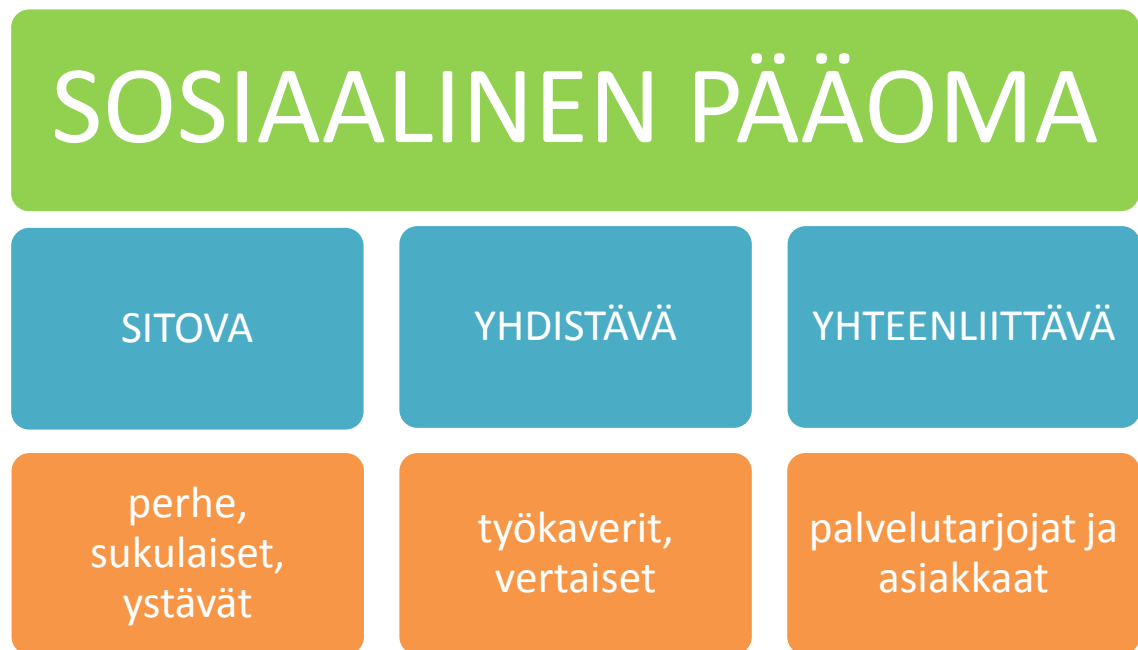 SOSIAALINEN PÄÄOMA
SITOVA
YHDISTÄVÄ
YHTEENLIITTÄVÄ
perhe,
sukulaiset,
ystävät
työkaverit,
vertaiset
palvelutarjojat ja
asiakkaat